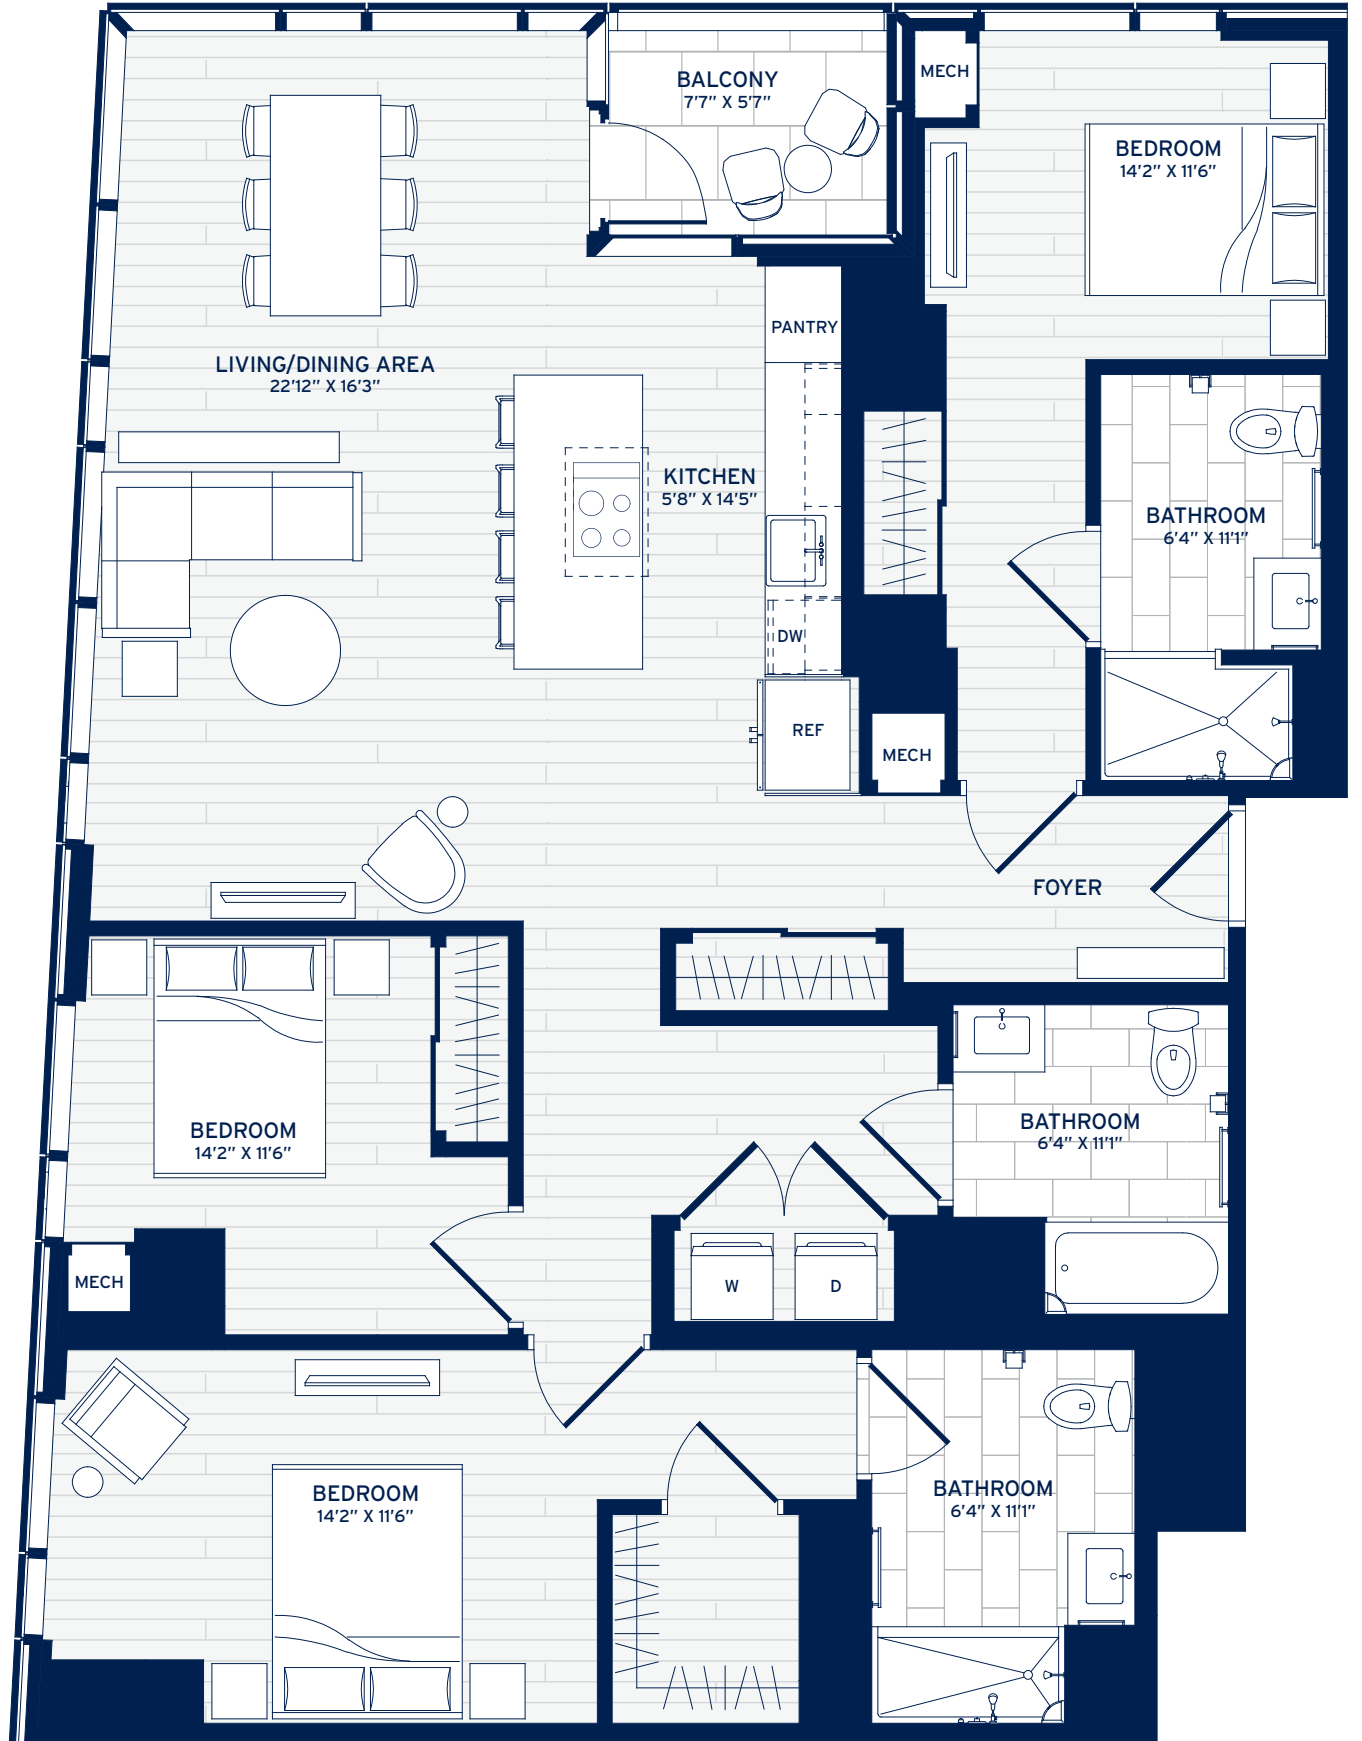 BALCONY
7'7" X 5'7"
MECH
BEDROOM
14'2" X 11'6"
PANTRY
LIVING/DINING AREA
22'12" X 16'3"
KITCHEN
5'8" X 14'5"
BATHROOM
6'4" X 11'1"
DW
REF
MECH
FOYER
BEDROOM
14'2" X 11'6"
BATHROOM
6'4" X 11'1"
MECH
W
D
BEDROOM
14'2" X 11'6"
BATHROOM
6'4" X 11'1"